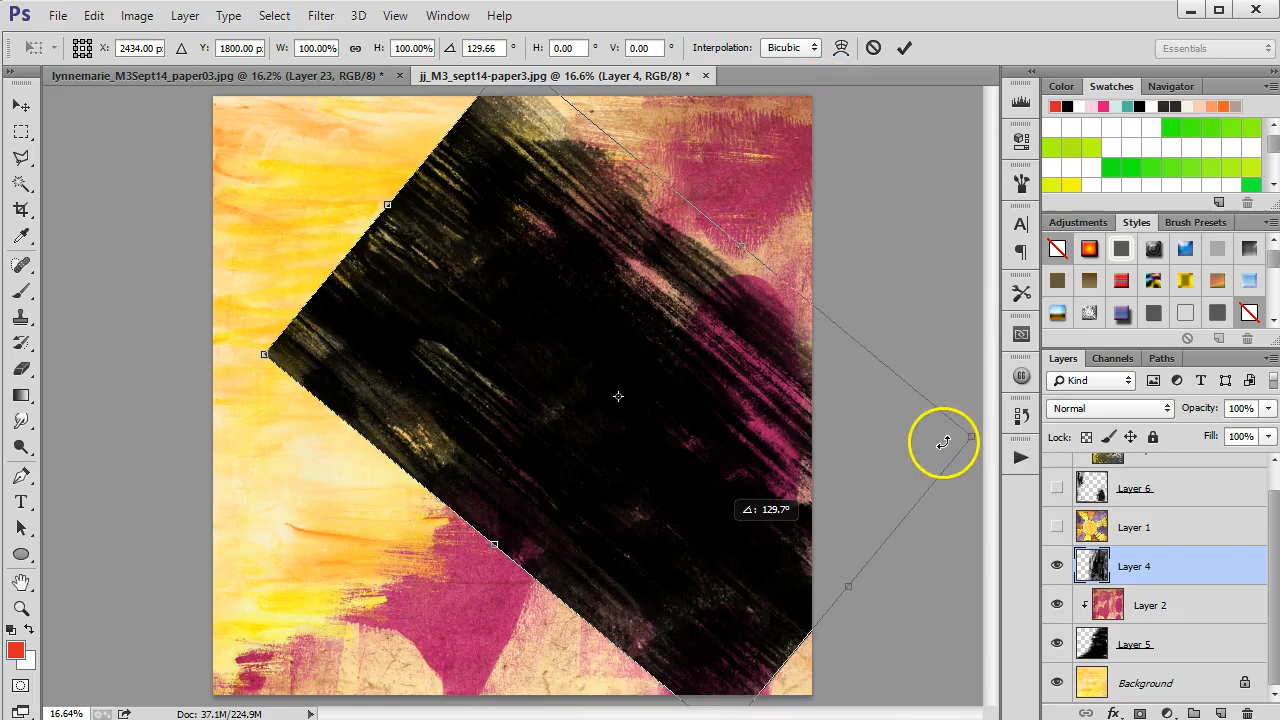 Ps File Edit Image Layer Type Select Filter 3D View Window Help
X: 2434.00 px Y: 1800.00 px W: 100.00% H: 100.00% 129.66 ° H: 0.00 ° V: 0.00 ° Interpolation: Bicubic Essentials
lynnemarie_M3Sept14_paper03.jpg @ 16.2% (Layer 23, RGB/8) * × jj_M3_sept14-paper3.jpg @ 16.6% (Layer 4, RGB/8) * ×
Color Swatches Navigator
Adjustments Styles Brush Presets
Layers Channels Paths
Kind
Normal Opacity: 100%
Lock: Fill: 100%
Layer 6
Layer 1
Layer 4
Layer 2
Layer 5
Background
129.7°
16.64% Doc: 37.1M/224.9M